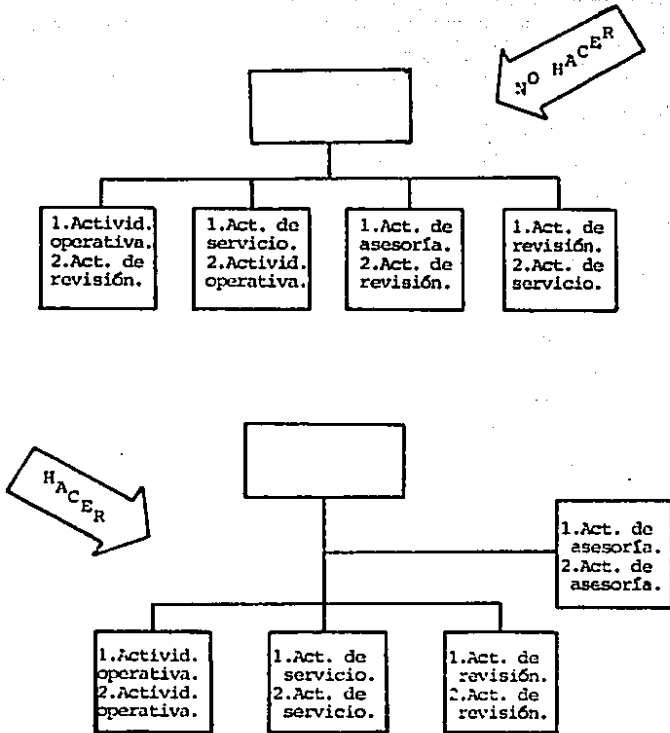 NO HACER
1.Activid.
operativa.
2.Act. de
revisión.
1.Act. de
servicio.
2.Activid.
operativa.
1.Act. de
asesoría.
2.Act. de
revisión.
1.Act. de
revisión.
2.Act. de
servicio.
HACER
1.Act. de
asesoría.
2.Act. de
asesoría.
1.Activid.
operativa.
2.Activid.
operativa.
1.Act. de
servicio.
2.Act. de
servicio.
1.Act. de
revisión.
2.Act. de
revisión.